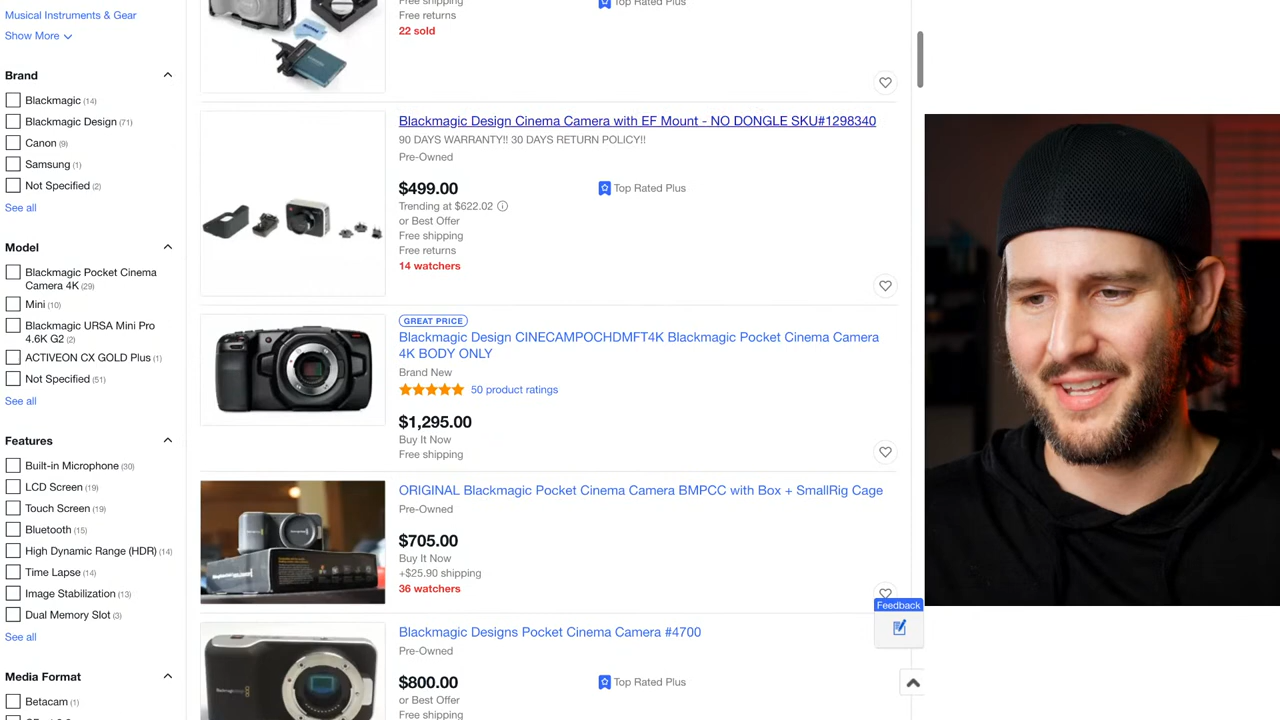 Musical Instruments & Gear
Show More
Brand
Blackmagic (14)
Blackmagic Design (71)
Canon (9)
Samsung (1)
Not Specified (2)
See all
Model
Blackmagic Pocket Cinema
Camera 4K (29)
Mini (10)
Blackmagic URSA Mini Pro
4.6K G2 (2)
ACTIVEON CX GOLD Plus (1)
Not Specified (51)
See all
Features
Built-in Microphone (30)
LCD Screen (19)
Touch Screen (19)
Bluetooth (15)
High Dynamic Range (HDR) (14)
Time Lapse (14)
Image Stabilization (13)
Dual Memory Slot (3)
See all
Media Format
Betacam (1)
Free shipping
Top Rated Plus
Free returns
22 sold
Blackmagic Design Cinema Camera with EF Mount - NO DONGLE SKU#1298340
90 DAYS WARRANTY!! 30 DAYS RETURN POLICY!!
Pre-Owned
$499.00
Top Rated Plus
Trending at $622.02
or Best Offer
Free shipping
Free returns
14 watchers
GREAT PRICE
Blackmagic Design CINECAMPOCHDMFT4K Blackmagic Pocket Cinema Camera
4K BODY ONLY
Brand New
50 product ratings
$1,295.00
Buy It Now
Free shipping
ORIGINAL Blackmagic Pocket Cinema Camera BMPCC with Box + SmallRig Cage
Pre-Owned
$705.00
Buy It Now
+$25.90 shipping
36 watchers
Feedback
Blackmagic Designs Pocket Cinema Camera #4700
Pre-Owned
$800.00
Top Rated Plus
or Best Offer
Free shipping